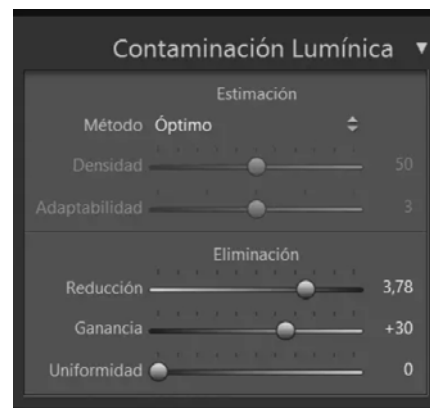 Contaminación Lumínica
Estimación
Método Óptimo
Densidad 50
Adaptabilidad 3
Eliminación
Reducción 3,78
Ganancia +30
Uniformidad 0